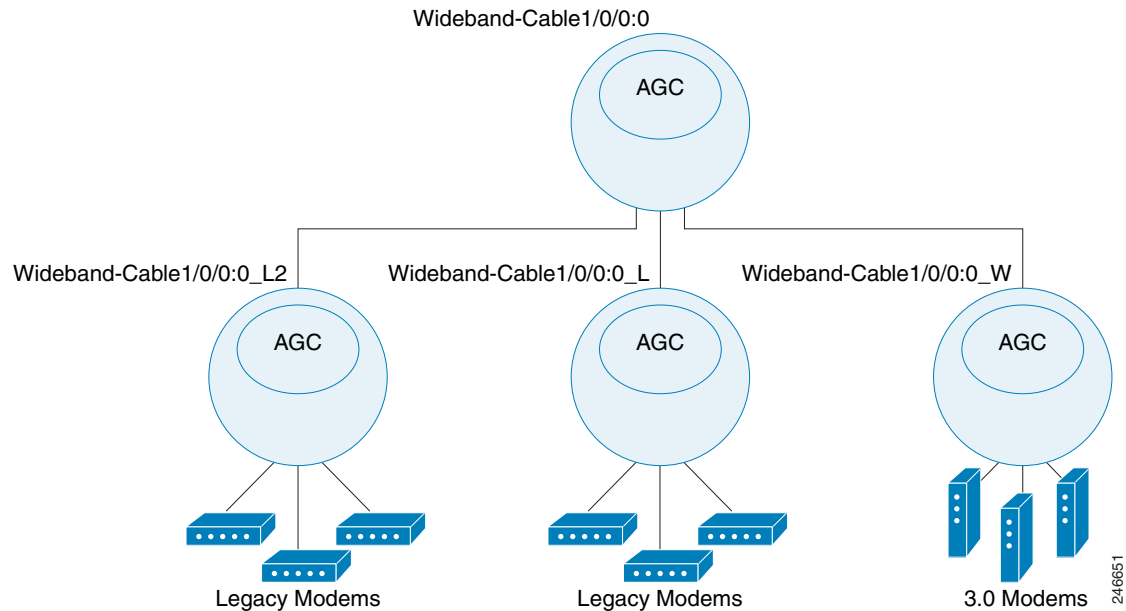 Wideband-Cable1/0/0:0
AGC
Wideband-Cable1/0/0:0_L2
Wideband-Cable1/0/0:0_L
Wideband-Cable1/0/0:0_W
AGC
AGC
AGC
Legacy Modems
Legacy Modems
3.0 Modems
246651